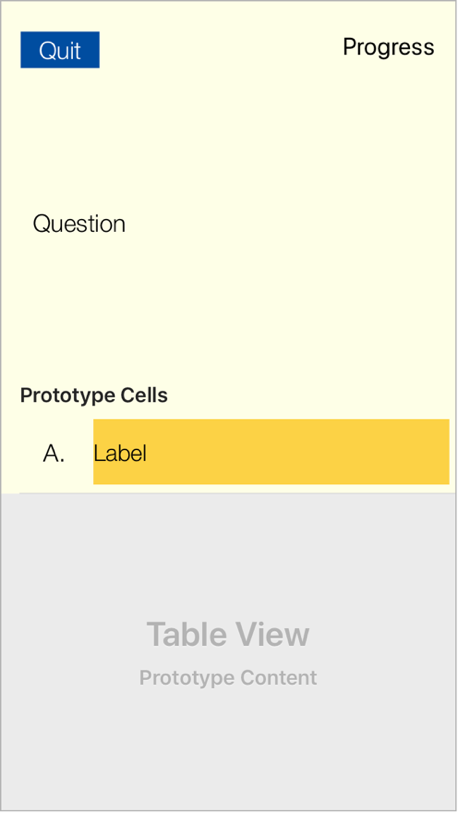 Quit
Progress
Question
Prototype Cells
A. Label
Table View
Prototype Content